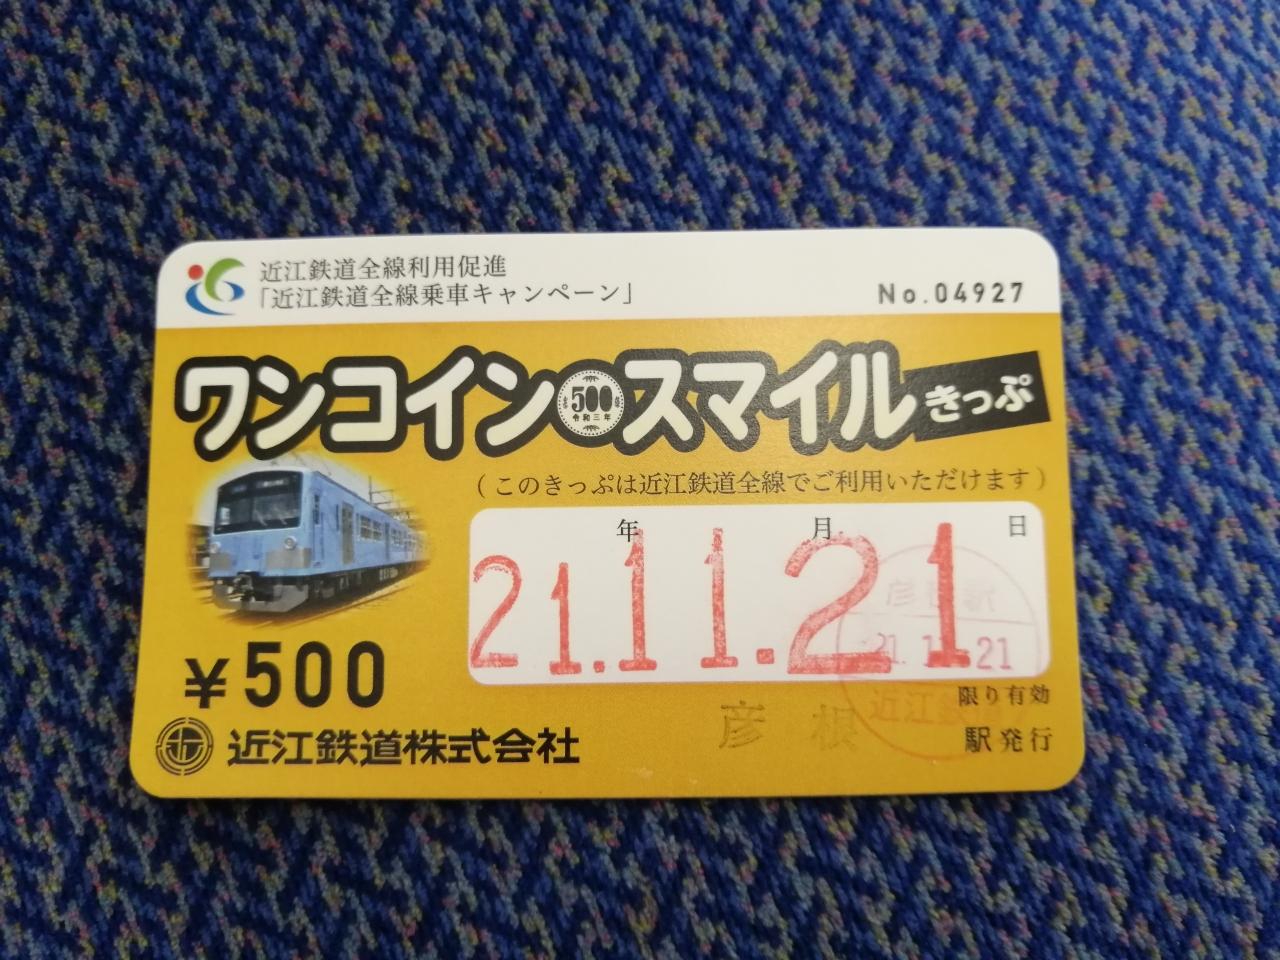 近江鉄道全線利用促進
「近江鉄道全線乗車キャンペーン」
No.04927
ワンコイン
500
令和三年
スマイル
きっぷ
(このきっぷは近江鉄道全線でご利用いただけます)
年 月 日
21.11.21
彦根駅
21.11.21
近江鉄道
¥500
限り有効
彦根 駅発行
近江鉄道株式会社